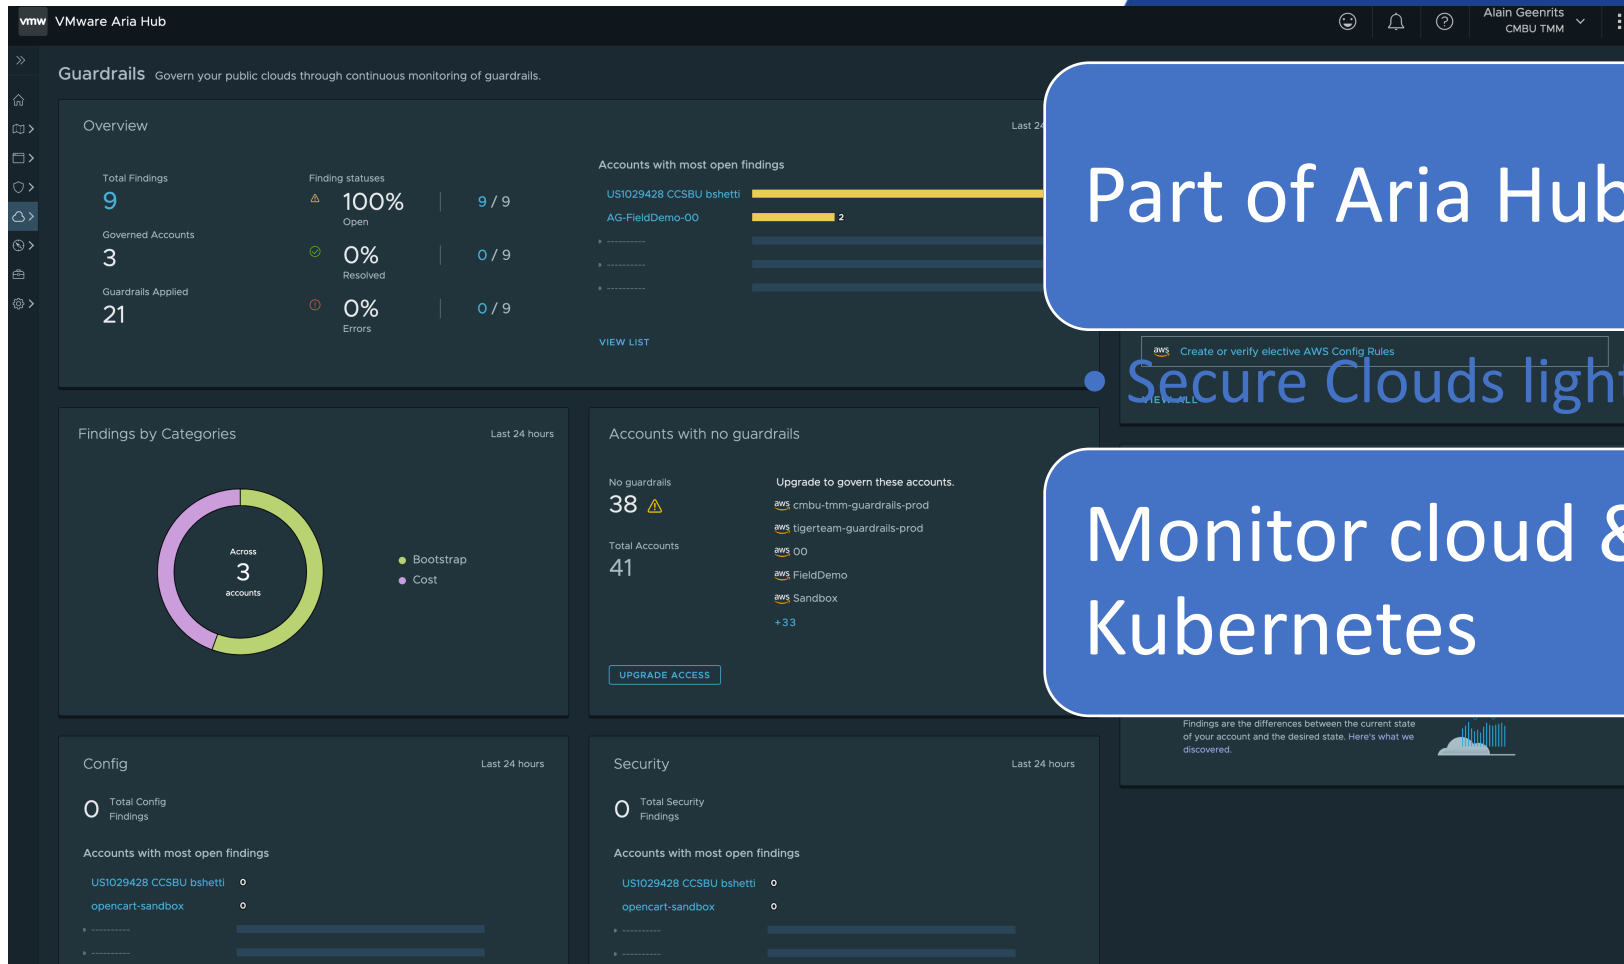 vmw VMware Aria Hub
Alain Geenrits
CMBU TMM
Guardrails Govern your public clouds through continuous monitoring of guardrails.
Overview
Last 24
Total Findings
9
Governed Accounts
3
Guardrails Applied
21
Finding statuses
100%
Open
9 / 9
0%
Resolved
0 / 9
0%
Errors
0 / 9
Accounts with most open findings
US1029428 CCSBU bshetti
AG-FieldDemo-00 2
----------
----------
----------
VIEW LIST
Part of Aria Hub
aws Create or verify elective AWS Config Rules
VIEW ALL
• Secure Clouds light
Monitor cloud &
Kubernetes
Findings by Categories
Last 24 hours
Across
3
accounts
Bootstrap
Cost
Accounts with no guardrails
No guardrails
38
Total Accounts
41
Upgrade to govern these accounts.
aws cmbu-tmm-guardrails-prod
aws tigerteam-guardrails-prod
aws 00
aws FieldDemo
aws Sandbox
+33
UPGRADE ACCESS
Findings are the differences between the current state
of your account and the desired state. Here's what we
discovered.
Config
Last 24 hours
0 Total Config
Findings
Accounts with most open findings
US1029428 CCSBU bshetti 0
opencart-sandbox 0
----------
----------
Security
Last 24 hours
0 Total Security
Findings
Accounts with most open findings
US1029428 CCSBU bshetti 0
opencart-sandbox 0
----------
----------